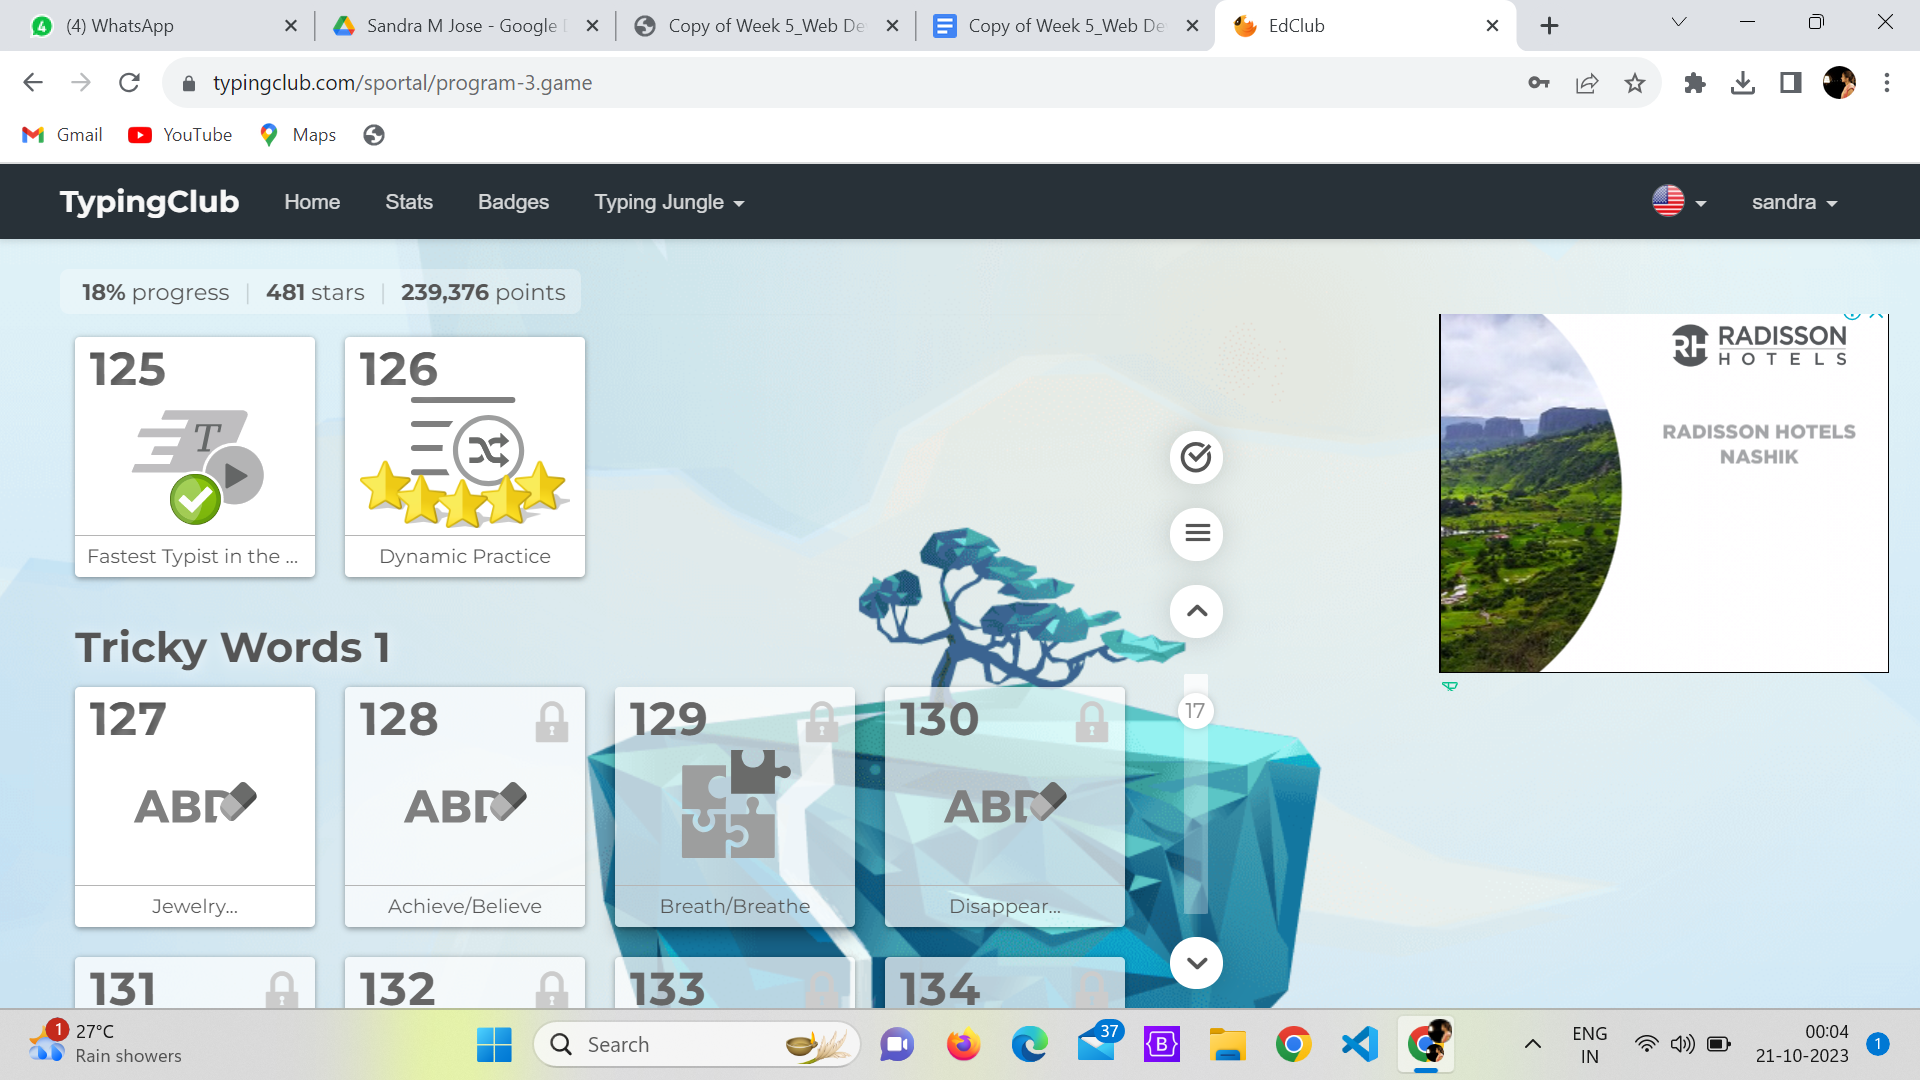 4
(4) WhatsApp
Sandra M Jose - Google
Copy of Week 5_Web De
Copy of Week 5_Web De
EdClub
typingclub.com/sportal/program-3.game
Gmail
YouTube
Maps
TypingClub
Home
Stats
Badges
Typing Jungle
sandra
18% progress
481 stars
239,376 points
125
T
Fastest Typist in the ...
126
Dynamic Practice
RH RADISSON
HOTELS
RADISSON HOTELS
NASHIK
Tricky Words 1
127
ABD
Jewelry...
128
ABD
Achieve/Believe
129
Breath/Breathe
130
ABD
Disappear...
17
131
132
133
134
1
27°C
Rain showers
Search
37
B
ENG
IN
00:04
21-10-2023
1